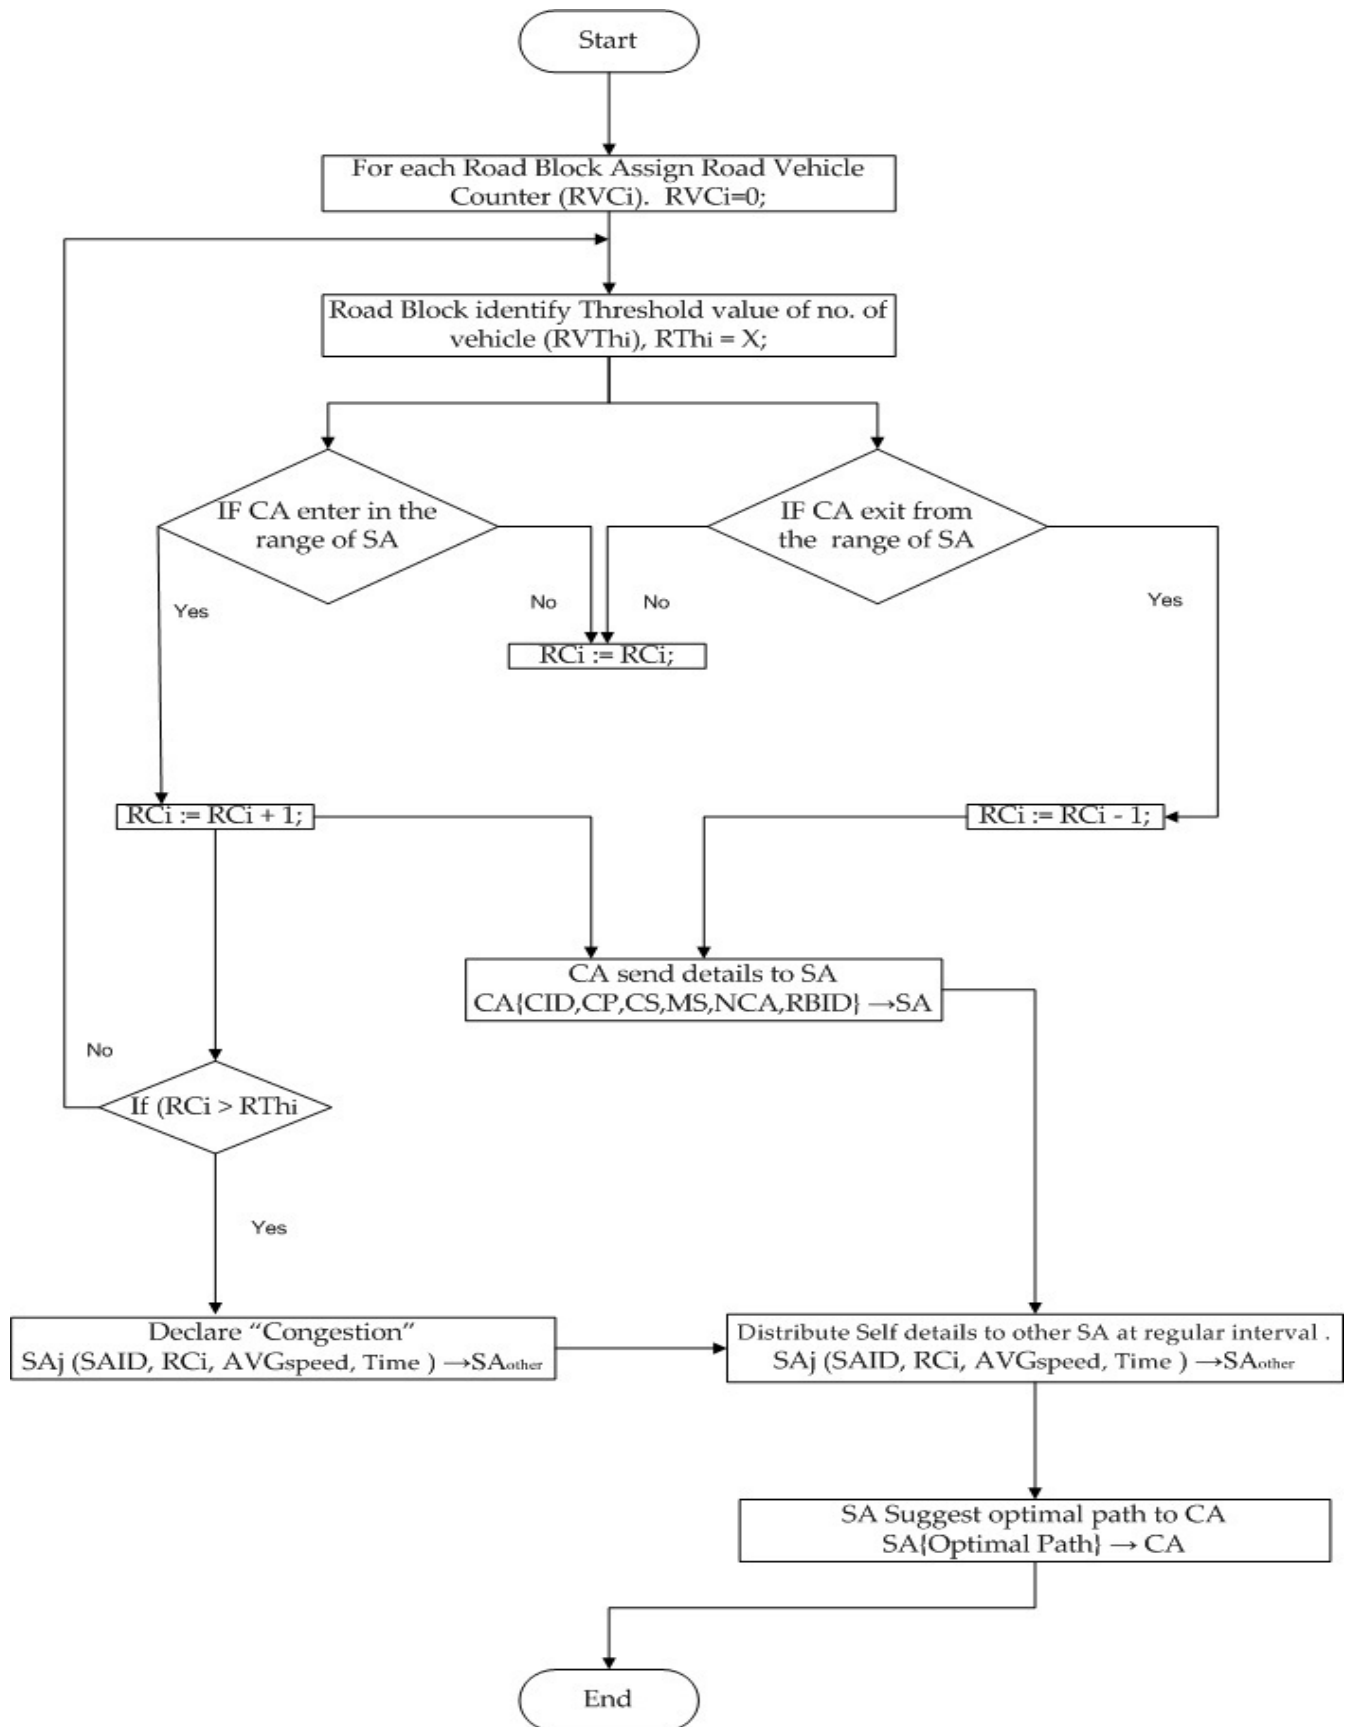 Start
For each Road Block Assign Road Vehicle
Counter (RVCi). RVCi=0;
Road Block identify Threshold value of no. of
vehicle (RVThi), RThi = X;
IF CA enter in the
range of SA
IF CA exit from
the range of SA
Yes
No
No
Yes
RCi := RCi;
RCi := RCi + 1;
RCi := RCi - 1;
CA send details to SA
CA{CID,CP,CS,MS,NCA,RBID} →SA
No
If (RCi > RThi
Yes
Declare “Congestion”
SAj (SAID, RCi, AVGspeed, Time ) →SAother
Distribute Self details to other SA at regular interval .
SAj (SAID, RCi, AVGspeed, Time ) →SAother
SA Suggest optimal path to CA
SA{Optimal Path} → CA
End